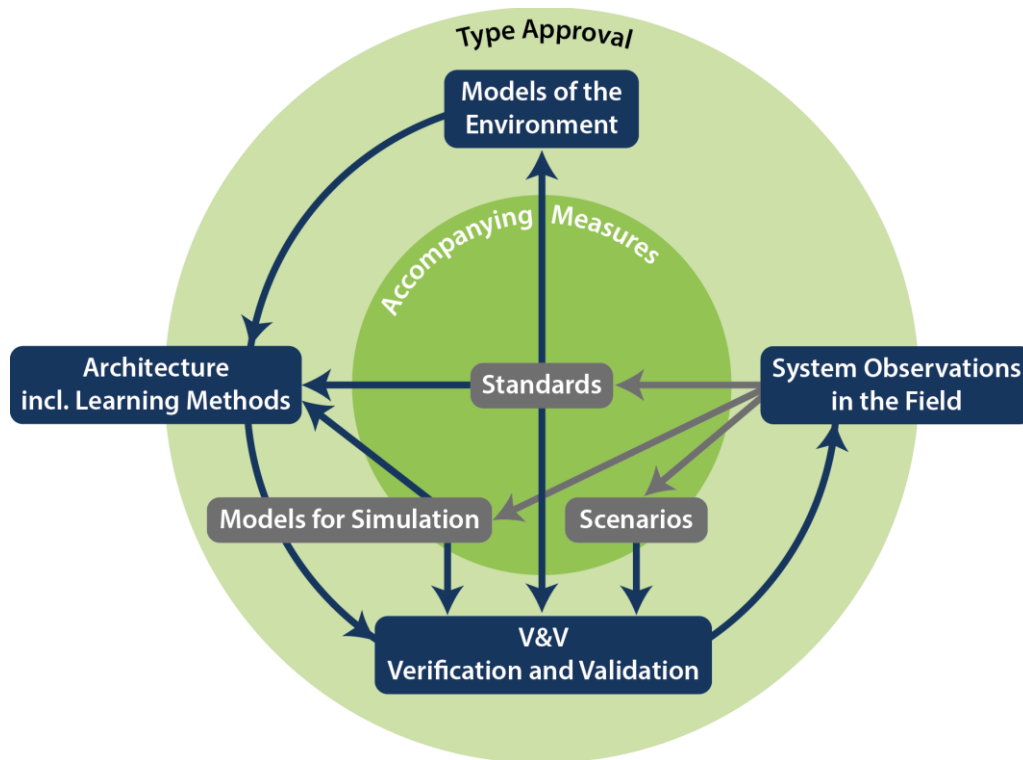 Type Approval
Models of the
Environment
Accompanying Measures
Architecture
incl. Learning Methods
Standards
System Observations
in the Field
Models for Simulation
Scenarios
V&V
Verification and Validation